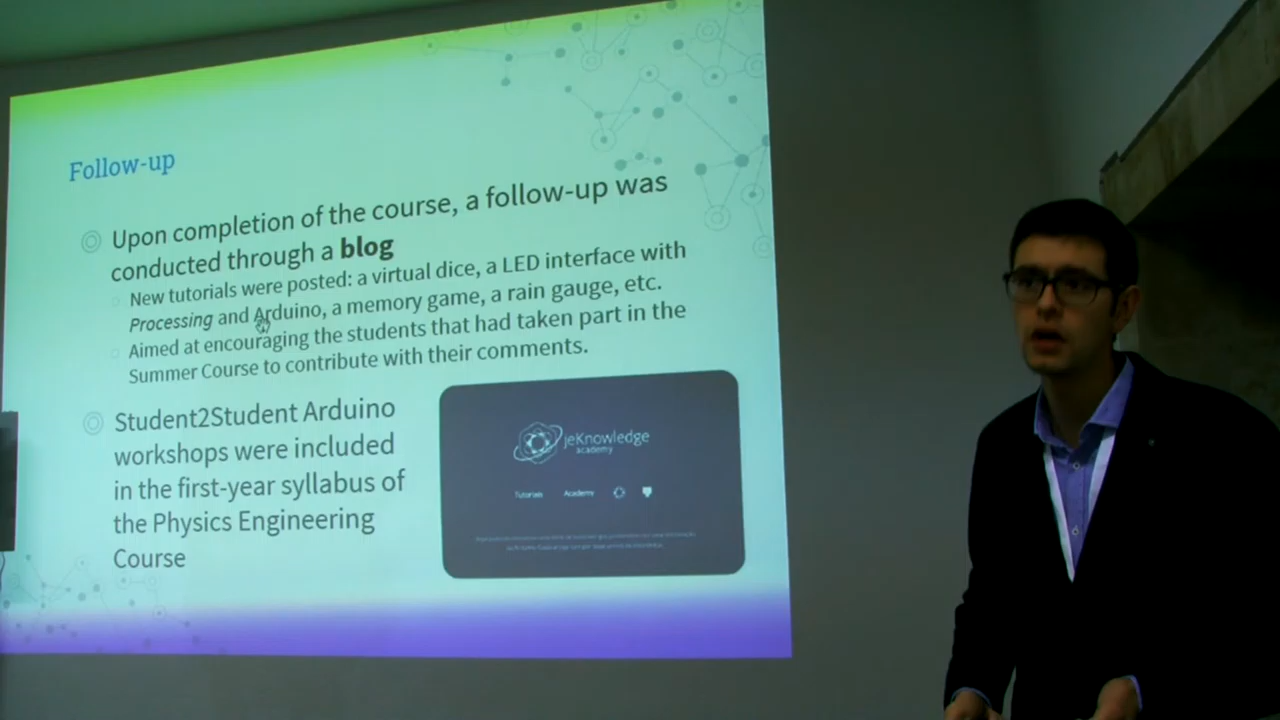 Follow-up
Upon completion of the course, a follow-up was
conducted through a blog
New tutorials were posted: a virtual dice, a LED interface with
Processing and Arduino, a memory game, a rain gauge, etc.
Aimed at encouraging the students that had taken part in the
Summer Course to contribute with their comments.
Student2Student Arduino
workshops were included
in the first-year syllabus of
the Physics Engineering
Course
jeKnowledge
academy
Tutorials Academy